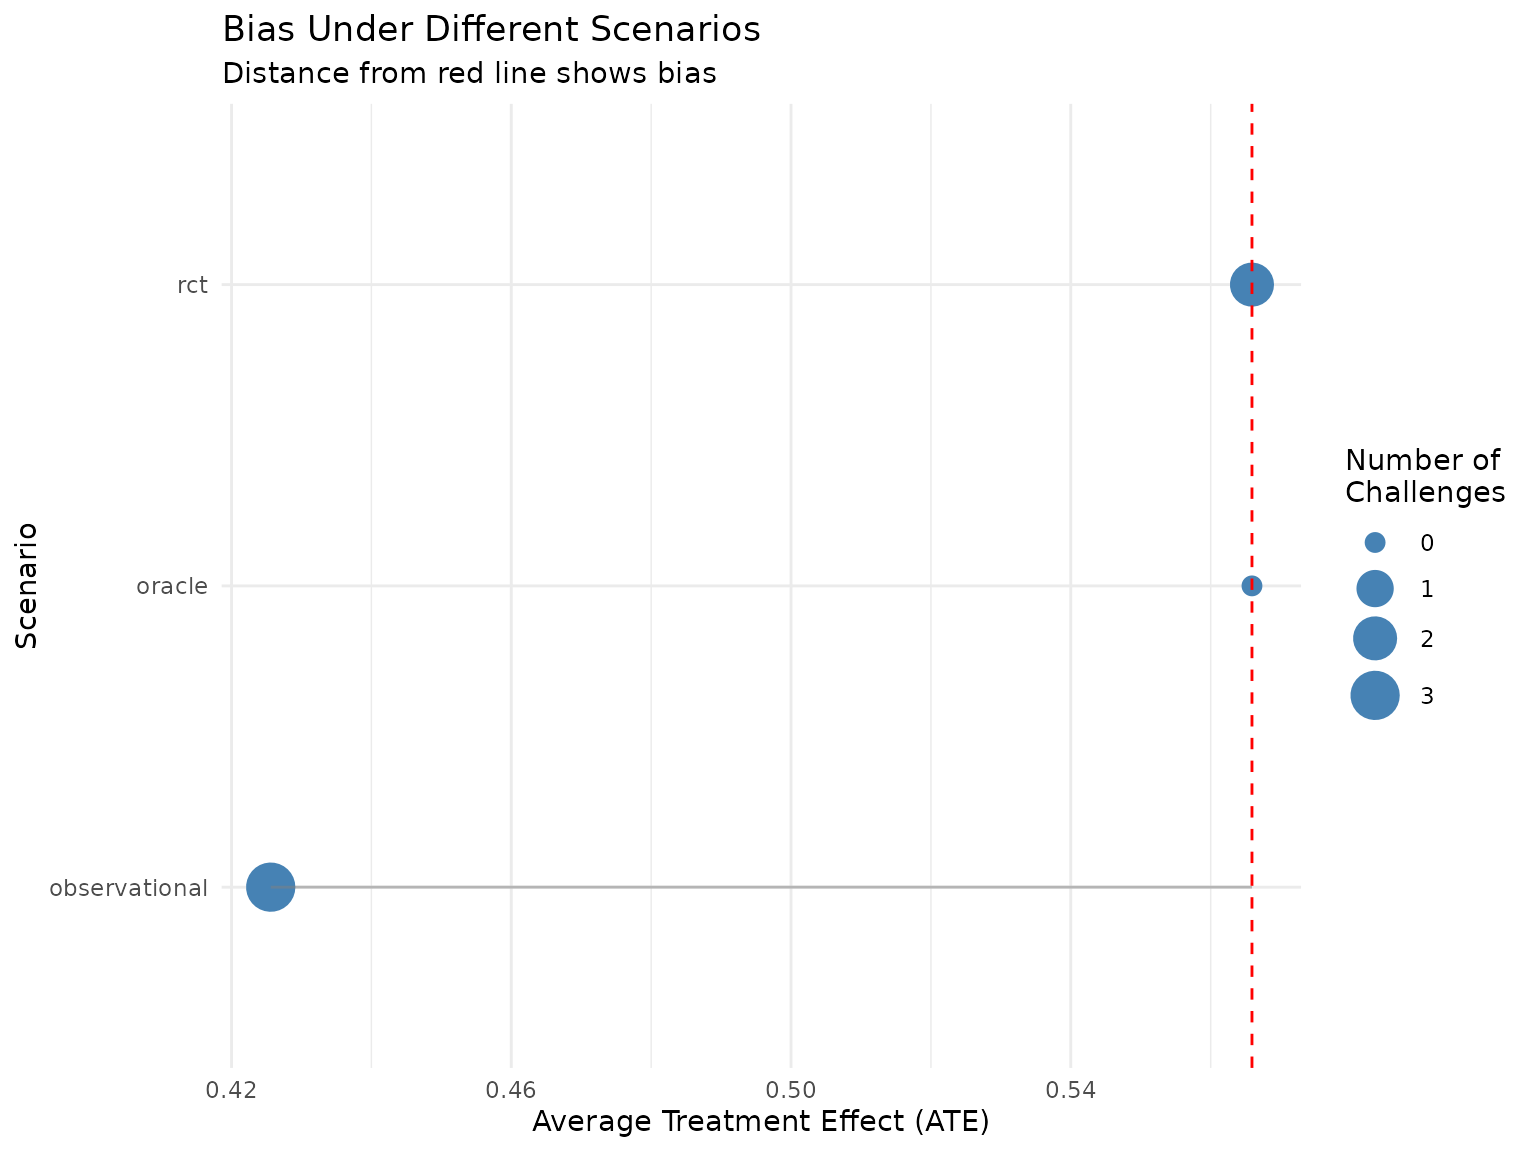 Bias Under Different Scenarios
Distance from red line shows bias
Scenario
rct
oracle
observational
0.42
0.46
0.50
0.54
Average Treatment Effect (ATE)
Number of
Challenges
0
1
2
3